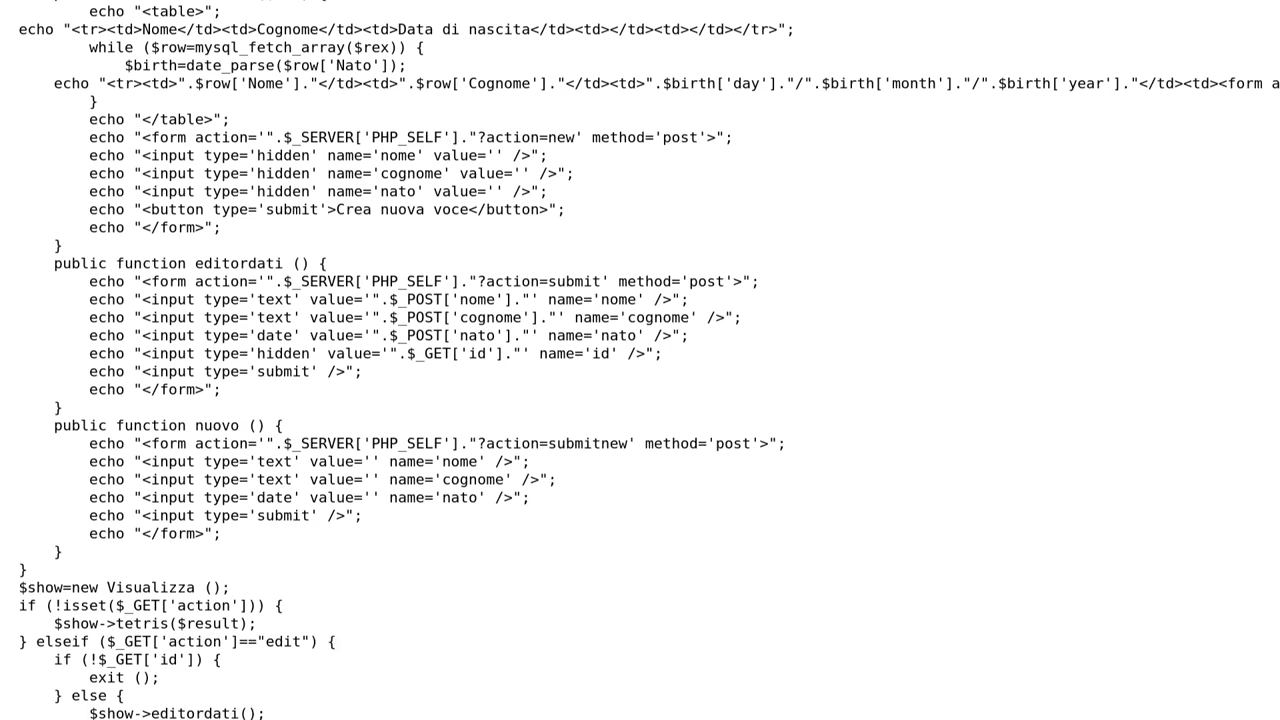 echo "<table>";
echo "<tr><td>Nome</td><td>Cognome</td><td>Data di nascita</td><td></td><td></td></tr>";
while ($row=mysql_fetch_array($rex)) {
$birth=date_parse($row['Nato']);
echo "<tr><td>".$row['Nome']."</td><td>".$row['Cognome']."</td><td>".$birth['day']."/".$birth['month']."/".$birth['year']."</td><td><form a
}
echo "</table>";
echo "<form action='".$_SERVER['PHP_SELF']."?action=new' method='post'>";
echo "<input type='hidden' name='nome' value='' />";
echo "<input type='hidden' name='cognome' value='' />";
echo "<input type='hidden' name='nato' value='' />";
echo "<button type='submit'>Crea nuova voce</button>";
echo "</form>";
}
public function editordati () {
echo "<form action='".$_SERVER['PHP_SELF']."?action=submit' method='post'>";
echo "<input type='text' value='".$_POST['nome']."' name='nome' />";
echo "<input type='text' value='".$_POST['cognome']."' name='cognome' />";
echo "<input type='date' value='".$_POST['nato']."' name='nato' />";
echo "<input type='hidden' value='".$_GET['id']."' name='id' />";
echo "<input type='submit' />";
echo "</form>";
}
public function nuovo () {
echo "<form action='".$_SERVER['PHP_SELF']."?action=submitnew' method='post'>";
echo "<input type='text' value='' name='nome' />";
echo "<input type='text' value='' name='cognome' />";
echo "<input type='date' value='' name='nato' />";
echo "<input type='submit' />";
echo "</form>";
}
}
$show=new Visualizza ();
if (!isset($_GET['action'])) {
$show->tetris($result);
} elseif ($_GET['action']=="edit") {
if (!$_GET['id']) {
exit ();
} else {
$show->editordati();